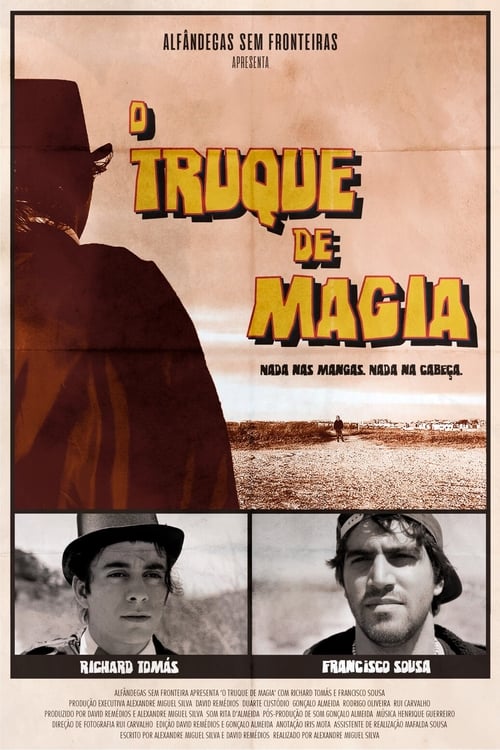 ALFÂNDEGAS SEM FRONTEIRAS
APRESENTA
O
TRUQUE
DE
MAGIA
NADA NAS MANGAS. NADA NA CABEÇA.
RICHARD TOMÁS
FRANCISCO SOUSA
ALFÂNDEGAS SEM FRONTEIRA APRESENTA "O TRUQUE DE MAGIA" COM RICHARD TOMÁS E FRANCISCO SOUSA
PRODUÇÃO EXECUTIVA ALEXANDRE MIGUEL SILVA DAVID REMÉDIOS DUARTE CUSTÓDIO GONÇALO ALMEIDA RODRIGO OLIVEIRA RUI CARVALHO
PRODUZIDO POR DAVID REMÉDIOS E ALEXANDRE MIGUEL SILVA SOM RITA D'ALMEIDA PÓS-PRODUÇÃO DE SOM GONÇALO ALMEIDA MÚSICA HENRIQUE GUERREIRO
DIREÇÃO DE FOTOGRAFIA RUI CARVALHO EDIÇÃO DAVID REMÉDIOS E GONÇALO ALMEIDA ANOTAÇÃO IRIS MOTA ASSISTENTE DE REALIZAÇÃO MAFALDA SOUSA
ESCRITO POR ALEXANDRE MIGUEL SILVA E DAVID REMÉDIOS REALIZADO POR ALEXANDRE MIGUEL SILVA